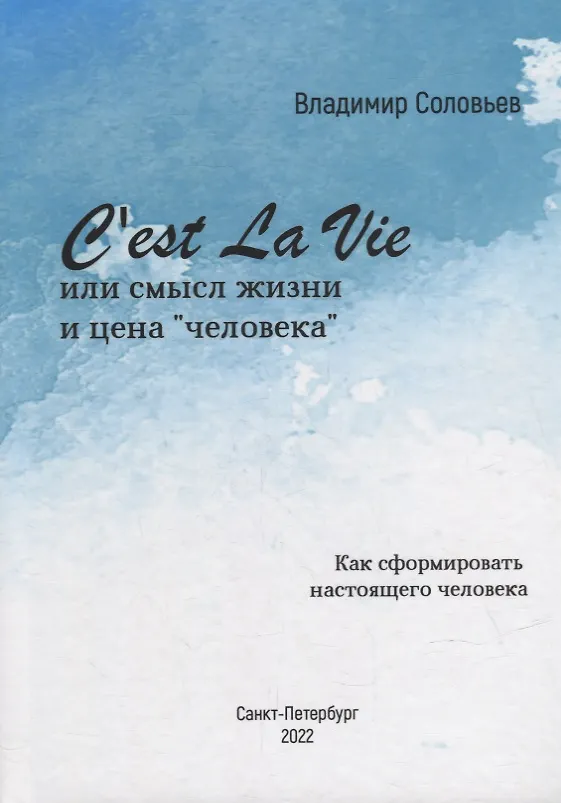 Владимир Соловьев
C'est La Vie
или смысл жизни
и цена "человека"
Как сформировать
настоящего человека
Санкт-Петербург
2022